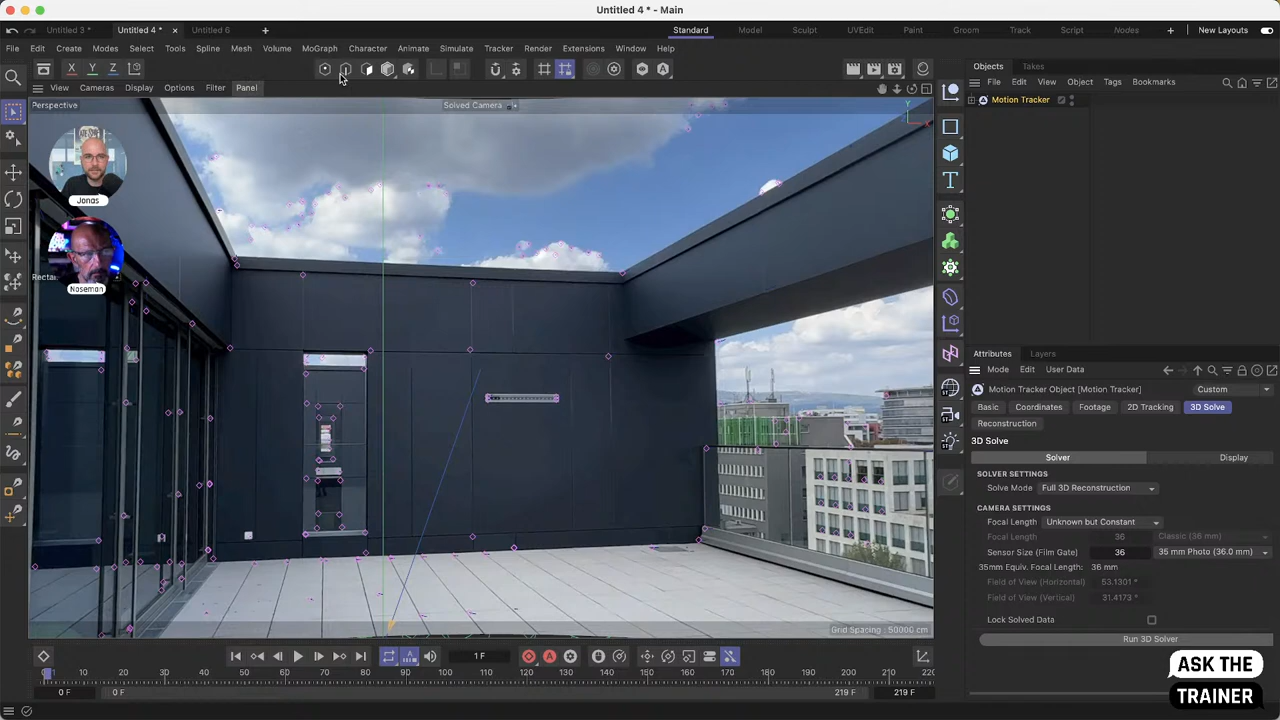 Untitled 4 * - Main
Untitled 3 *
Untitled 4 *
Untitled 6
Standard
Model
Sculpt
UVEdit
Paint
Groom
Track
Script
Nodes
New Layouts
File
Edit
Create
Modes
Select
Tools
Spline
Mesh
Volume
MoGraph
Character
Animate
Simulate
Tracker
Render
Extensions
Window
Help
X
Y
Z
View
Cameras
Display
Options
Filter
Panel
Perspective
Solved Camera
Y
Jonas
Recta
Noseman
Grid Spacing : 50000 cm
Objects
Takes
File
Edit
View
Object
Tags
Bookmarks
Motion Tracker
Attributes
Layers
Mode
Edit
User Data
Motion Tracker Object [Motion Tracker]
Custom
Basic
Coordinates
Footage
2D Tracking
3D Solve
Reconstruction
3D Solve
Solver
Display
SOLVER SETTINGS
Solve Mode
Full 3D Reconstruction
CAMERA SETTINGS
Focal Length
Unknown but Constant
Focal Length
36
Classic (36 mm)
Sensor Size (Film Gate)
36
35 mm Photo (36.0 mm)
35mm Equiv. Focal Length: 36 mm
Field of View (Horizontal)
53.1301 °
Field of View (Vertical)
31.4173 °
Lock Solved Data
Run 3D Solver
1 F
0 10 20 30 40 50 60 70 80 90 100 110 120 130 140 150 160 170 180 190 200 210 220
0 F
0 F
219 F
219 F
ASK THE
TRAINER